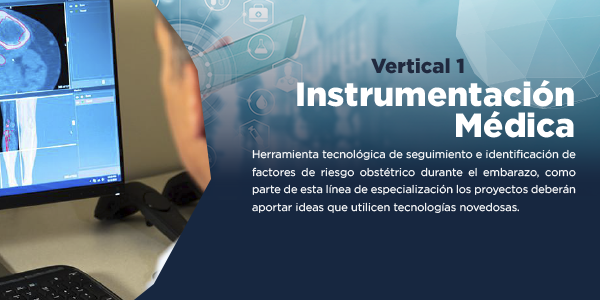 Vertical 1
Instrumentación
Médica
Herramienta tecnológica de seguimiento e identificación de
factores de riesgo obstétrico durante el embarazo, como
parte de esta línea de especialización los proyectos deberán
aportar ideas que utilicen tecnologías novedosas.